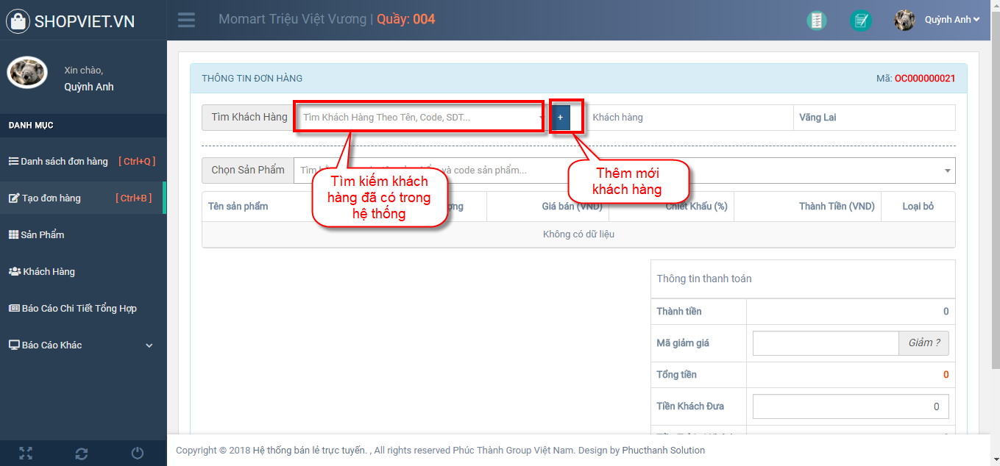 SHOPVIET.VN
Momart Triệu Việt Vương | Quầy: 004
Quỳnh Anh
Xin chào,
Quỳnh Anh
DANH MỤC
Danh sách đơn hàng [ Ctrl+Q ]
Tạo đơn hàng [ Ctrl+B ]
Sản Phẩm
Khách Hàng
Báo Cáo Chi Tiết Tổng Hợp
Báo Cáo Khác
THÔNG TIN ĐƠN HÀNG
Mã: OC000000021
Tìm Khách Hàng
Tìm Khách Hàng Theo Tên, Code, SDT...
+
Khách hàng
Vãng Lai
Chọn Sản Phẩm
và code sản phẩm...
Tìm kiếm khách
hàng đã có trong
hệ thống
Thêm mới
khách hàng
Tên sản phẩm
Giá bán (VND)
Chiết Khấu (%)
Thành Tiền (VND)
Loại bỏ
Không có dữ liệu
Thông tin thanh toán
Thành tiền 0
Mã giảm giá Giảm ?
Tổng tiền 0
Tiền Khách Đưa 0
Copyright © 2018 Hệ thống bán lẻ trực tuyến. , All rights reserved Phúc Thành Group Việt Nam. Design by Phucthanh Solution